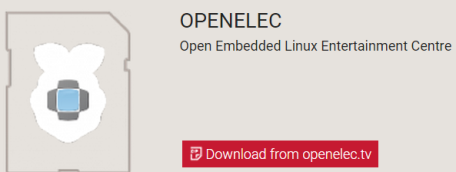 OPENELEC
Open Embedded Linux Entertainment Centre
Download from openelec.tv